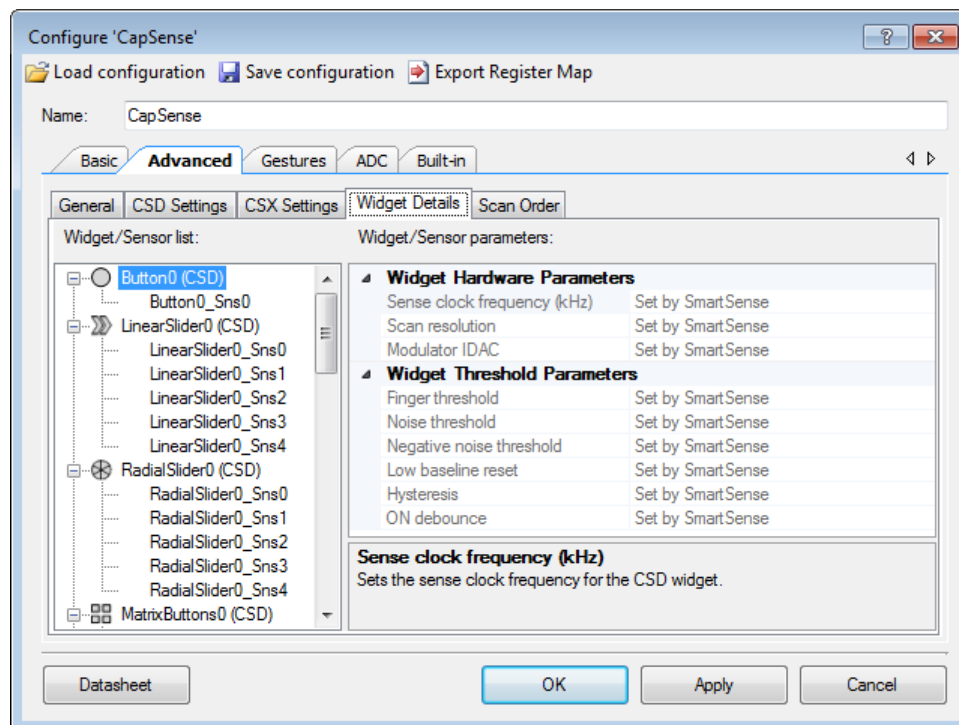 Configure 'CapSense'
Load configuration Save configuration Export Register Map
Name: CapSense
Basic Advanced Gestures ADC Built-in
General CSD Settings CSX Settings Widget Details Scan Order
Widget/Sensor list: Widget/Sensor parameters:
Button0 (CSD)
Button0_Sns0
LinearSlider0 (CSD)
LinearSlider0_Sns0
LinearSlider0_Sns1
LinearSlider0_Sns2
LinearSlider0_Sns3
LinearSlider0_Sns4
RadialSlider0 (CSD)
RadialSlider0_Sns0
RadialSlider0_Sns1
RadialSlider0_Sns2
RadialSlider0_Sns3
RadialSlider0_Sns4
MatrixButtons0 (CSD)
Widget Hardware Parameters
Sense clock frequency (kHz) Set by SmartSense
Scan resolution Set by SmartSense
Modulator IDAC Set by SmartSense
Widget Threshold Parameters
Finger threshold Set by SmartSense
Noise threshold Set by SmartSense
Negative noise threshold Set by SmartSense
Low baseline reset Set by SmartSense
Hysteresis Set by SmartSense
ON debounce Set by SmartSense
Sense clock frequency (kHz)
Sets the sense clock frequency for the CSD widget.
Datasheet OK Apply Cancel